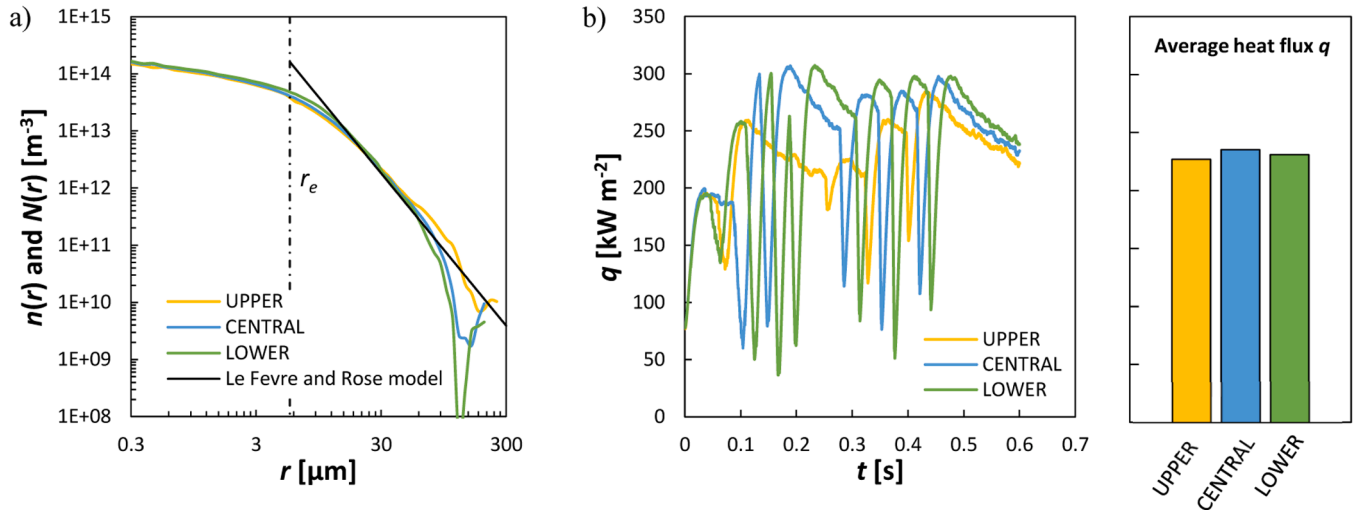 a)
n(r) and N(r) [m⁻³]
1E+15
1E+14
1E+13
1E+12
1E+11
1E+10
1E+09
1E+08
rₑ
UPPER
CENTRAL
LOWER
Le Fevre and Rose model
0.3 3 30 300
r [µm]
b)
q [kW m⁻²]
350
300
250
200
150
100
50
0
UPPER
CENTRAL
LOWER
0 0.1 0.2 0.3 0.4 0.5 0.6 0.7
t [s]
Average heat flux q
UPPER
CENTRAL
LOWER